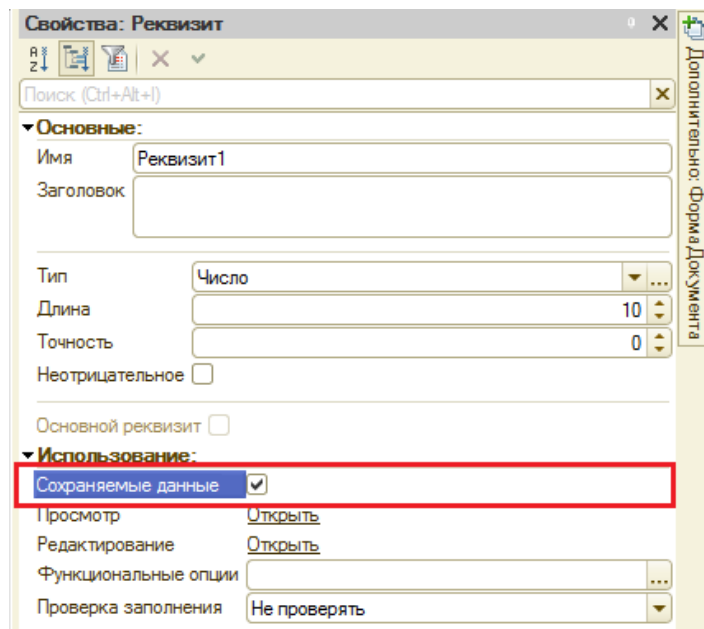 Свойства: Реквизит
Поиск (Ctrl+Alt+I)
Основные:
Имя Реквизит1
Заголовок
Тип Число ...
Длина 10
Точность 0
Неотрицательное
Основной реквизит
Использование:
Сохраняемые данные
Просмотр Открыть
Редактирование Открыть
Функциональные опции ...
Проверка заполнения Не проверять
Дополнительно: Форма Документа